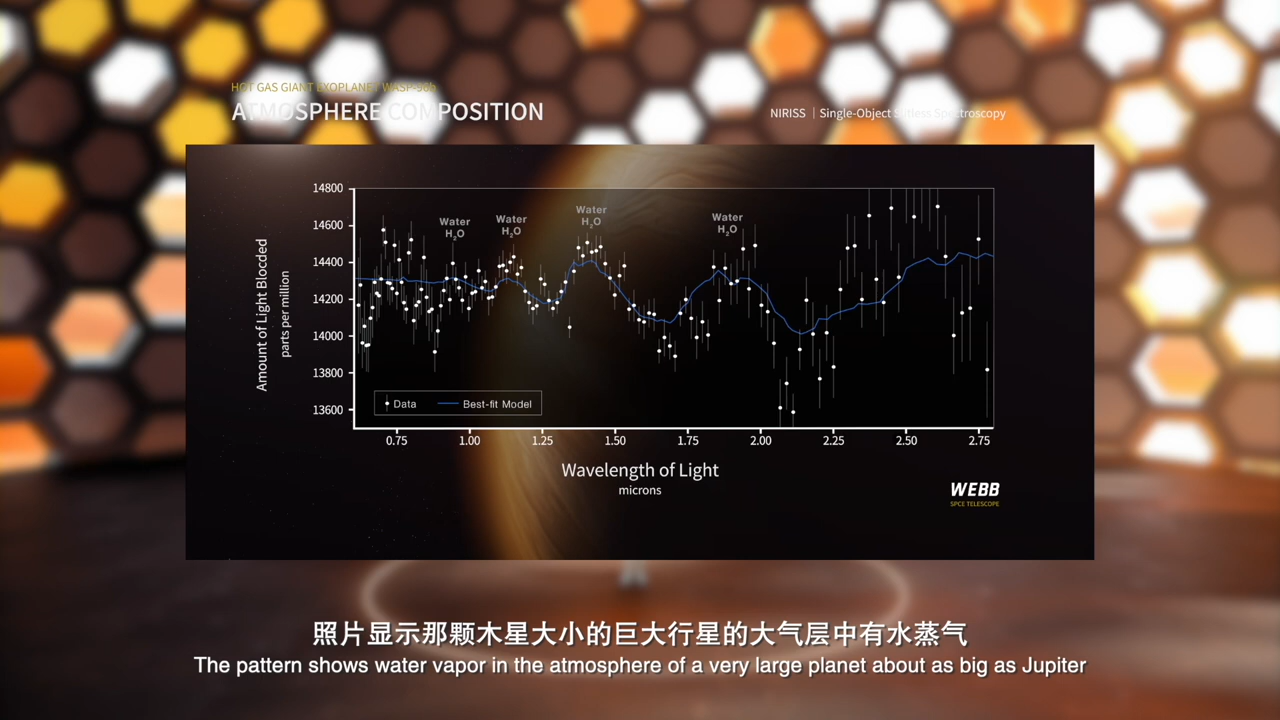 HOT GAS GIANT EXOPLANET WASP-96b
ATMOSPHERE COMPOSITION
NIRISS | Single-Object Slitless Spectroscopy
14800
14600
14400
14200
14000
13800
13600
Amount of Light Blocded
parts per million
Water
H₂O
Water
H₂O
Water
H₂O
Water
H₂O
Data
Best-fit Model
0.75
1.00
1.25
1.50
1.75
2.00
2.25
2.50
2.75
Wavelength of Light
microns
WEBB
SPCE TELESCOPE
照片显示那颗木星大小的巨大行星的大气层中有水蒸气
The pattern shows water vapor in the atmosphere of a very large planet about as big as Jupiter